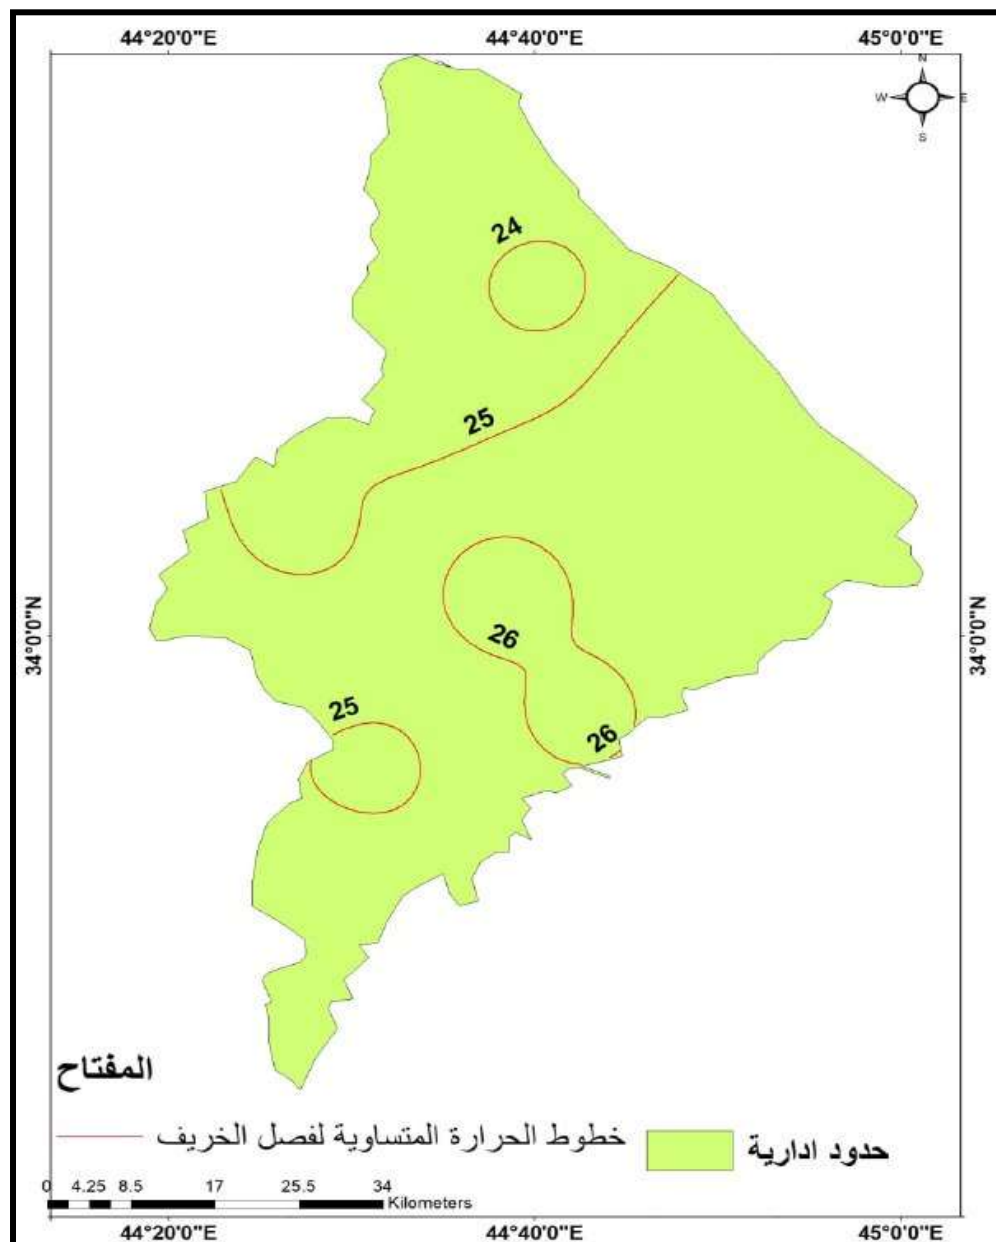 44°20'0"E 44°40'0"E 45°0'0"E
N
W E
S
24
25
34°0'0"N 34°0'0"N
26
25
26
المفتاح
خطوط الحرارة المتساوية لفصل الخريف
حدود ادارية
0 4.25 8.5 17 25.5 34
Kilometers
44°20'0"E 44°40'0"E 45°0'0"E